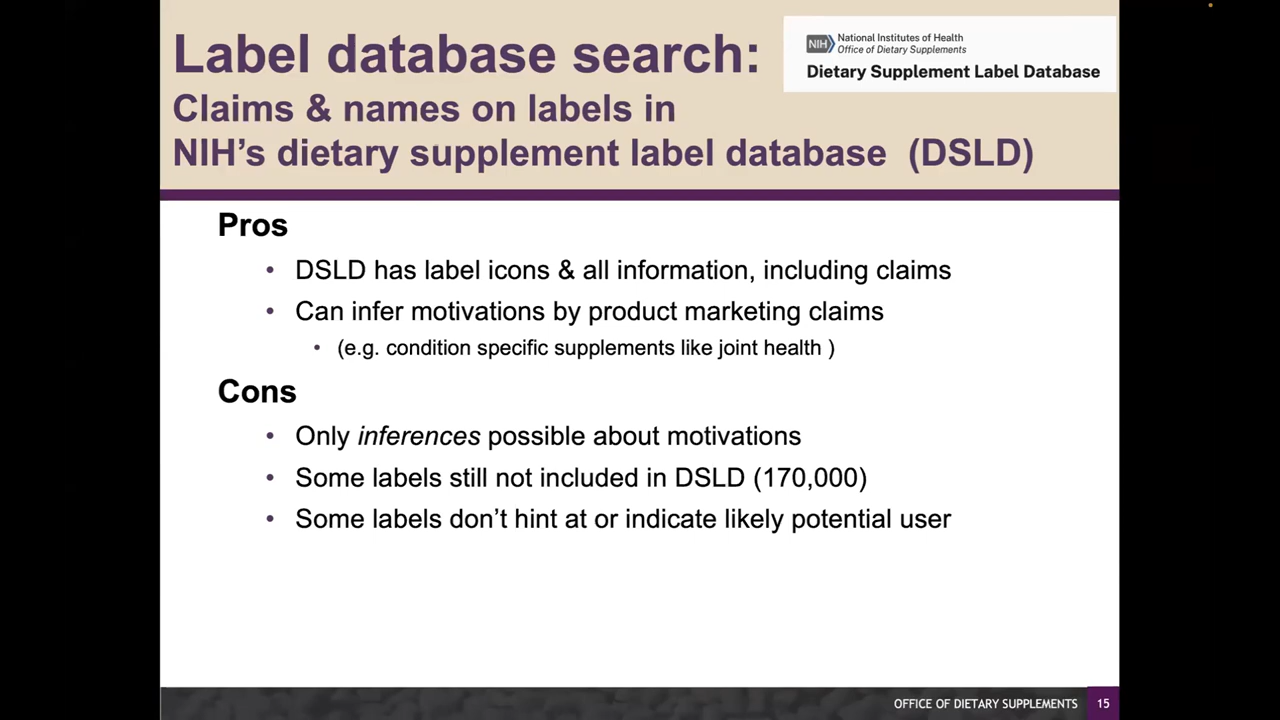 Label database search:
NIH National Institutes of Health
Office of Dietary Supplements
Dietary Supplement Label Database
Claims & names on labels in
NIH’s dietary supplement label database (DSLD)
Pros
• DSLD has label icons & all information, including claims
• Can infer motivations by product marketing claims
• (e.g. condition specific supplements like joint health )
Cons
• Only inferences possible about motivations
• Some labels still not included in DSLD (170,000)
• Some labels don’t hint at or indicate likely potential user
OFFICE OF DIETARY SUPPLEMENTS 15